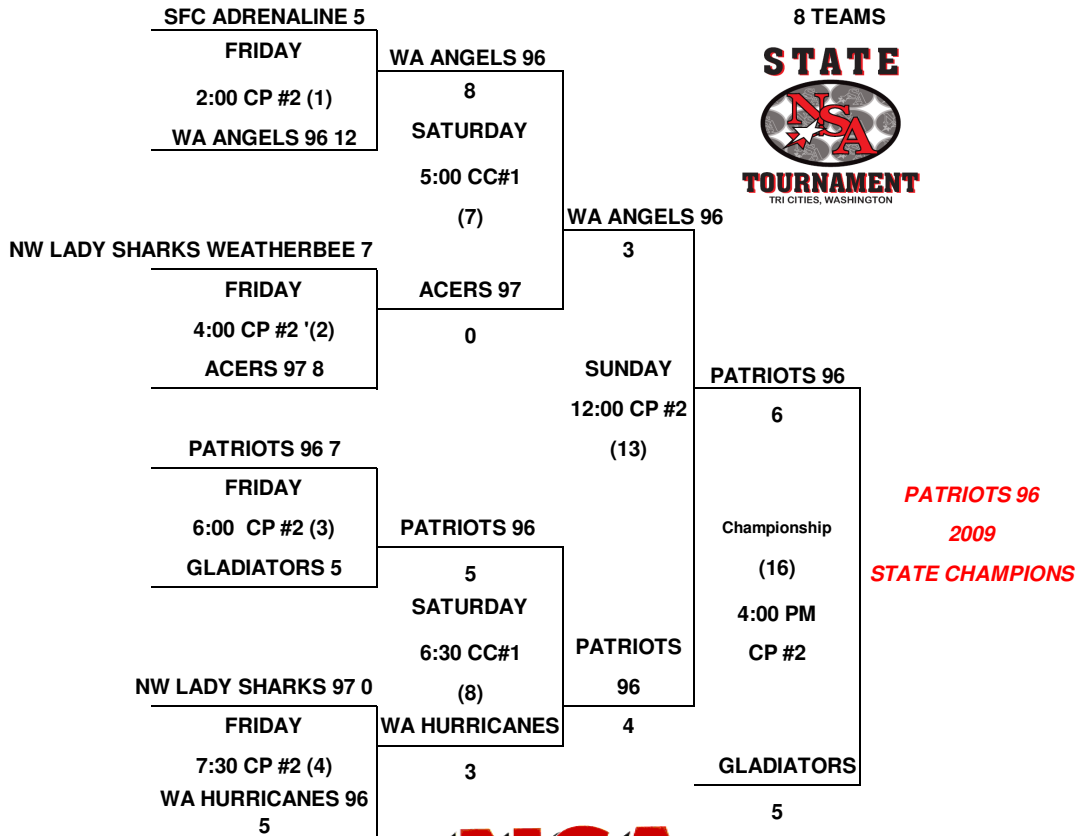 SFC ADRENALINE 5
FRIDAY
2:00 CP #2 (1)
WA ANGELS 96 12
NW LADY SHARKS WEATHERBEE 7
FRIDAY
4:00 CP #2 '(2)
ACERS 97 8
PATRIOTS 96 7
FRIDAY
6:00 CP #2 (3)
GLADIATORS 5
NW LADY SHARKS 97 0
FRIDAY
7:30 CP #2 (4)
WA HURRICANES 96
5
WA ANGELS 96
8
SATURDAY
5:00 CC#1
(7)
ACERS 97
0
PATRIOTS 96
5
SATURDAY
6:30 CC#1
(8)
WA HURRICANES
3
WA ANGELS 96
3
SUNDAY
12:00 CP #2
(13)
PATRIOTS
96
4
PATRIOTS 96
6
Championship
(16)
4:00 PM
CP #2
GLADIATORS
5
8 TEAMS
STATE
NSA
TOURNAMENT
TRI CITIES, WASHINGTON
PATRIOTS 96
2009
STATE CHAMPIONS
NSA